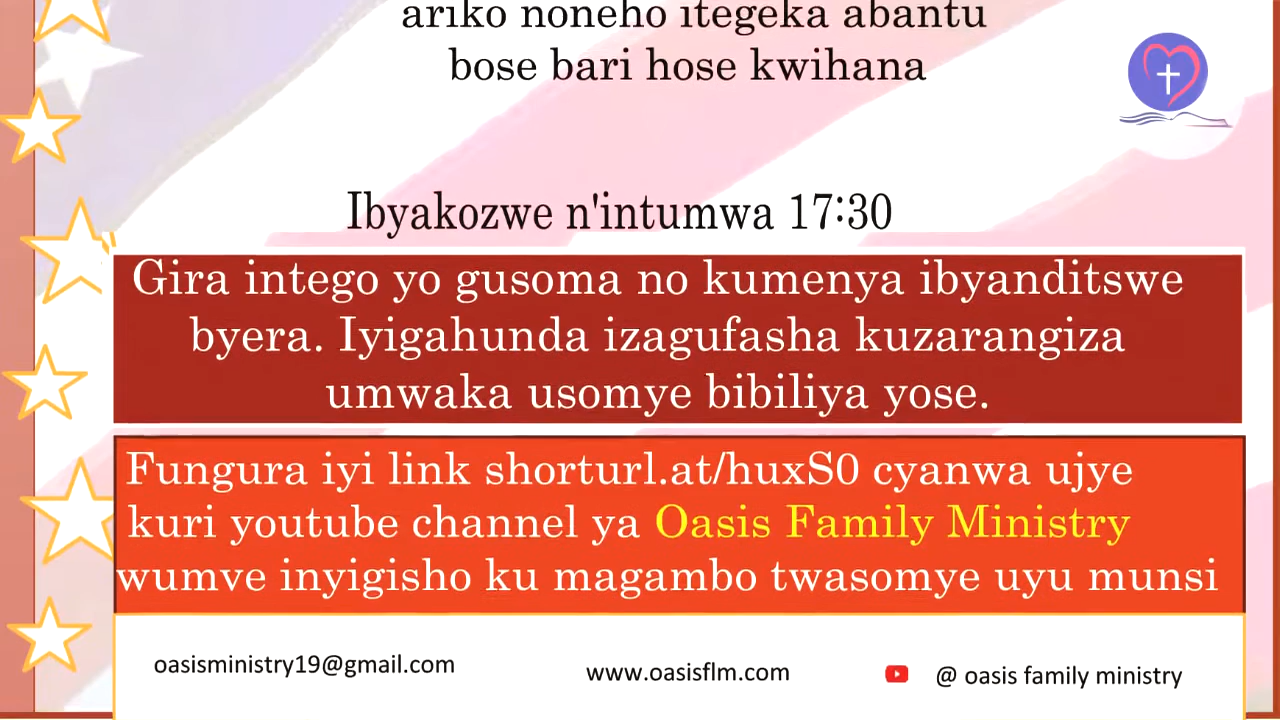 ariko noneho itegeka abantu
bose bari hose kwihana
Ibyakozwe n'intumwa 17:30
Gira intego yo gusoma no kumenya ibyanditswe
byera. Iyigahunda izagufasha kuzarangiza
umwaka usomye bibiliya yose.
Fungura iyi link shorturl.at/huxS0 cyanwa ujye
kuri youtube channel ya Oasis Family Ministry
wumve inyigisho ku magambo twasomye uyu munsi
oasisministry19@gmail.com
www.oasisflm.com
@ oasis family ministry